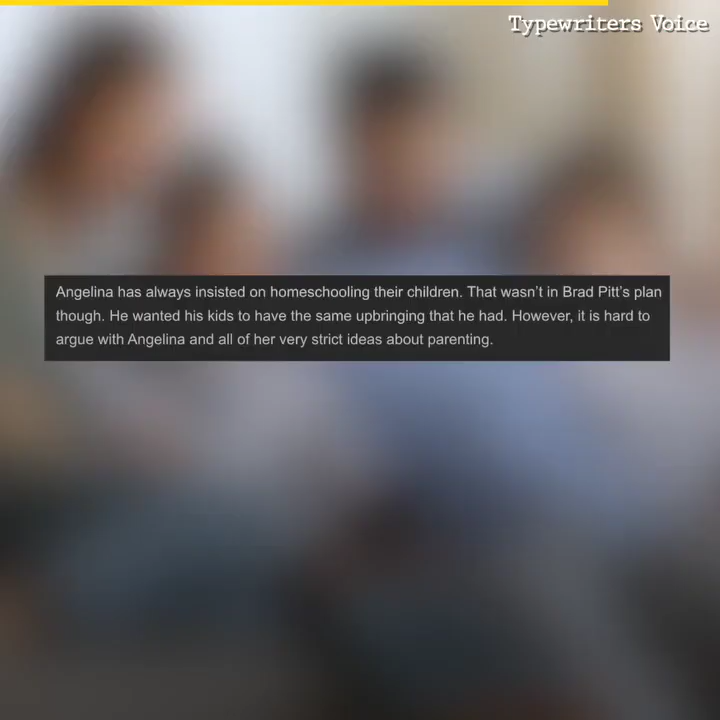 Typewriters Voice
Angelina has always insisted on homeschooling their children. That wasn’t in Brad Pitt’s plan
though. He wanted his kids to have the same upbringing that he had. However, it is hard to
argue with Angelina and all of her very strict ideas about parenting.